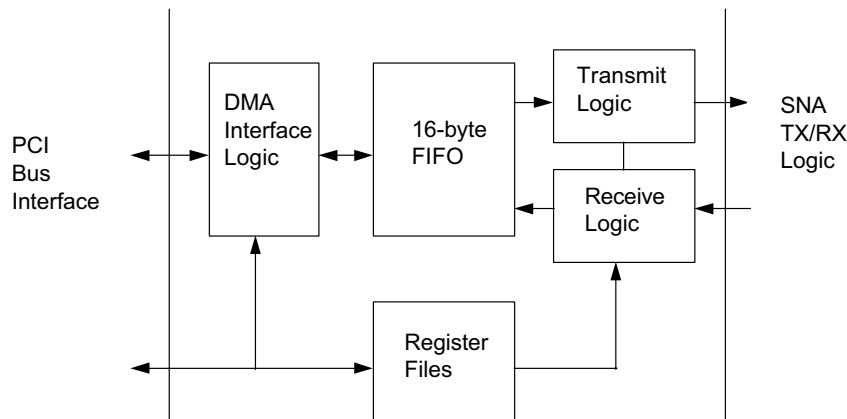 PCI
Bus
Interface
DMA
Interface
Logic
16-byte
FIFO
Transmit
Logic
Receive
Logic
Register
Files
SNA
TX/RX
Logic